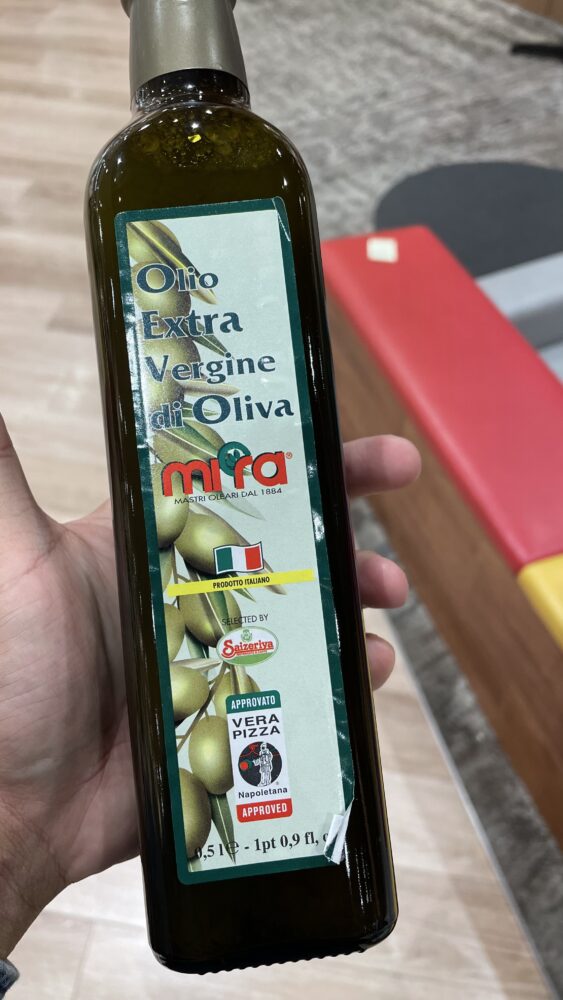 Olio
Extra
Vergine
di Oliva
mira®
MASTRI OLEARI DAL 1884
PRODOTTO ITALIANO
SELECTED BY
Saizeriya
APPROVATO
VERA
PIZZA
Napoletana
APPROVED
0,5 l ℮ - 1pt 0,9 fl,